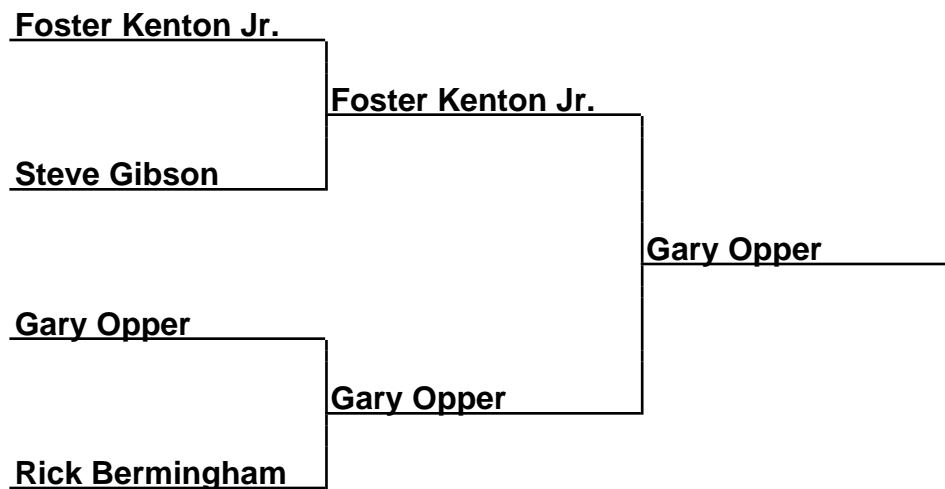 Foster Kenton Jr.
Foster Kenton Jr.
Steve Gibson
Gary Opper
Gary Opper
Gary Opper
Rick Bermingham